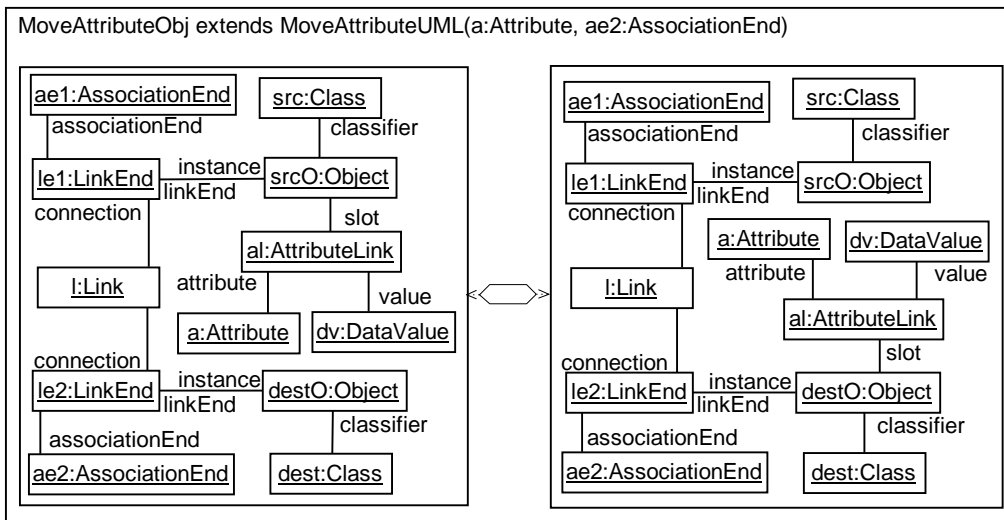 MoveAttributeObj extends MoveAttributeUML(a:Attribute, ae2:AssociationEnd)
ae1:AssociationEnd
src:Class
associationEnd
classifier
le1:LinkEnd
instance
linkEnd
srcO:Object
connection
slot
al:AttributeLink
l:Link
attribute
value
a:Attribute
dv:DataValue
connection
le2:LinkEnd
instance
linkEnd
destO:Object
associationEnd
classifier
ae2:AssociationEnd
dest:Class
ae1:AssociationEnd
src:Class
associationEnd
classifier
le1:LinkEnd
instance
linkEnd
srcO:Object
connection
a:Attribute
dv:DataValue
attribute
value
l:Link
al:AttributeLink
connection
slot
le2:LinkEnd
instance
linkEnd
destO:Object
associationEnd
classifier
ae2:AssociationEnd
dest:Class